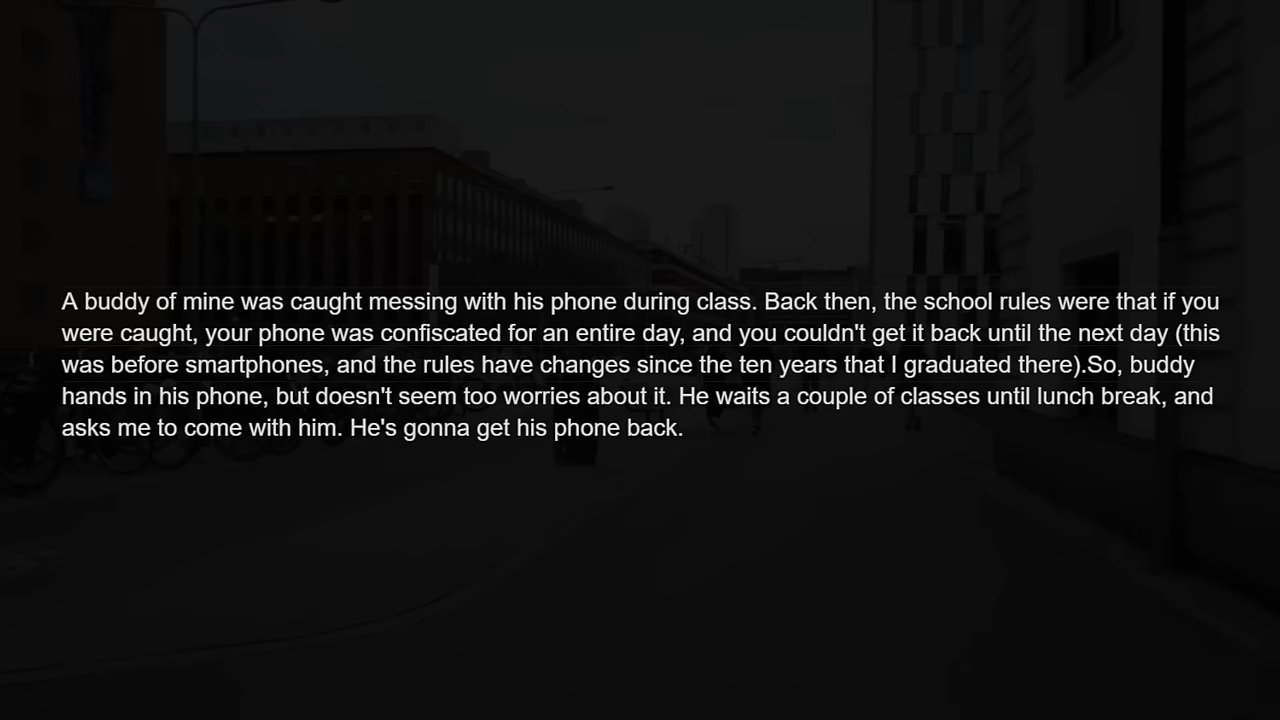 A buddy of mine was caught messing with his phone during class. Back then, the school rules were that if you
were caught, your phone was confiscated for an entire day, and you couldn't get it back until the next day (this
was before smartphones, and the rules have changes since the ten years that I graduated there).So, buddy
hands in his phone, but doesn't seem too worries about it. He waits a couple of classes until lunch break, and
asks me to come with him. He's gonna get his phone back.